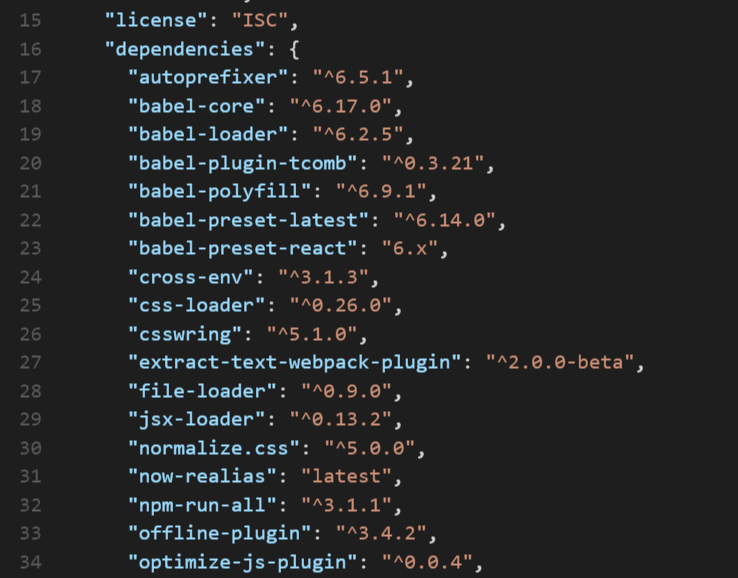 15 "license": "ISC",
16 "dependencies": {
17 "autoprefixer": "^6.5.1",
18 "babel-core": "^6.17.0",
19 "babel-loader": "^6.2.5",
20 "babel-plugin-tcomb": "^0.3.21",
21 "babel-polyfill": "^6.9.1",
22 "babel-preset-latest": "^6.14.0",
23 "babel-preset-react": "6.x",
24 "cross-env": "^3.1.3",
25 "css-loader": "^0.26.0",
26 "csswring": "^5.1.0",
27 "extract-text-webpack-plugin": "^2.0.0-beta",
28 "file-loader": "^0.9.0",
29 "jsx-loader": "^0.13.2",
30 "normalize.css": "^5.0.0",
31 "now-realias": "latest",
32 "npm-run-all": "^3.1.1",
33 "offline-plugin": "^3.4.2",
34 "optimize-js-plugin": "^0.0.4",